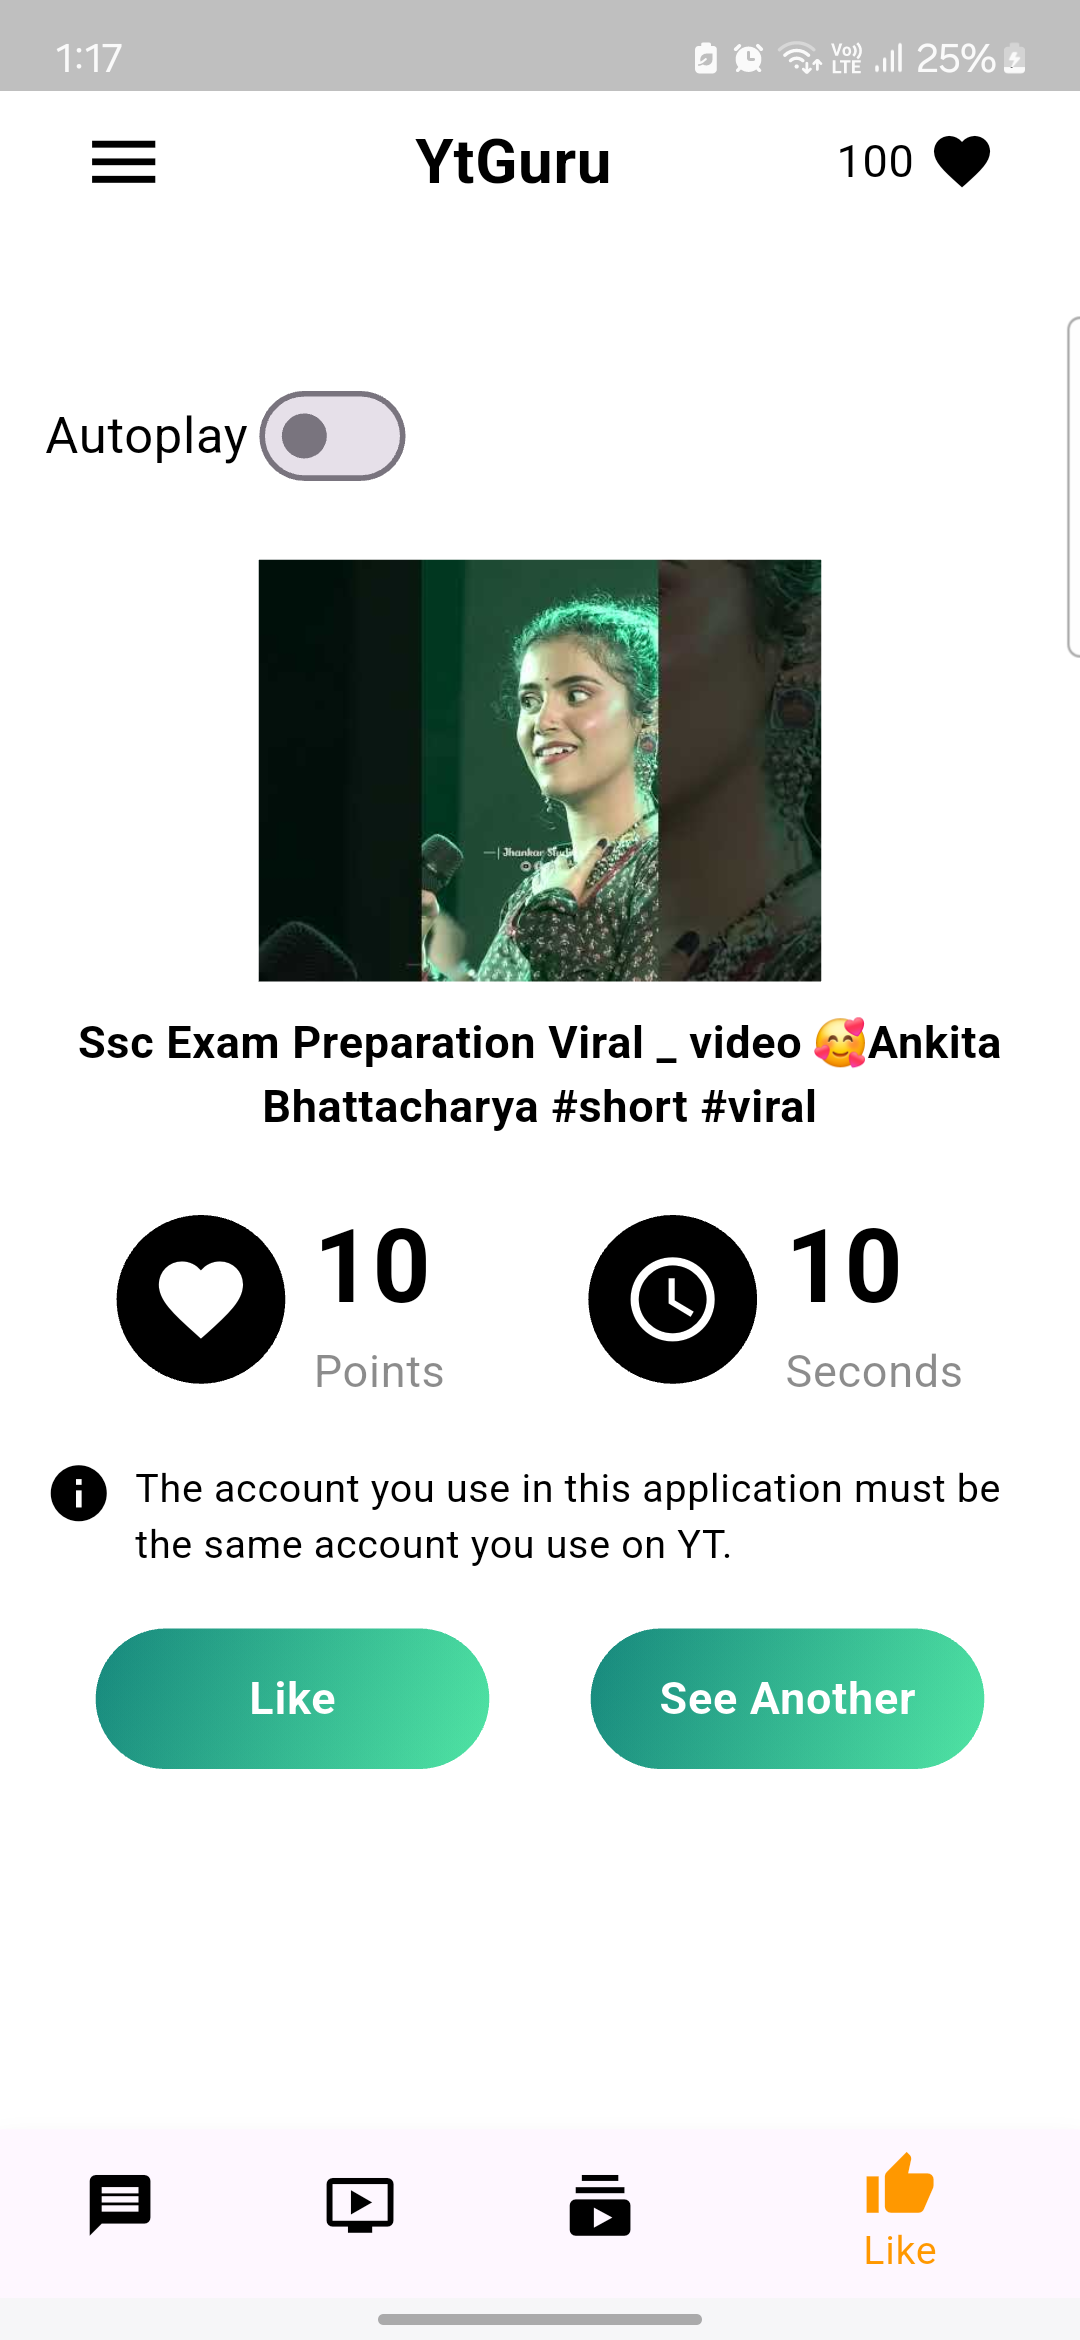 1:17
Vo)) LTE
25%
YtGuru
100
Autoplay
Jhankar Studio
Ssc Exam Preparation Viral _ video 🥰Ankita
Bhattacharya #short #viral
10
Points
10
Seconds
The account you use in this application must be
the same account you use on YT.
Like
See Another
Like